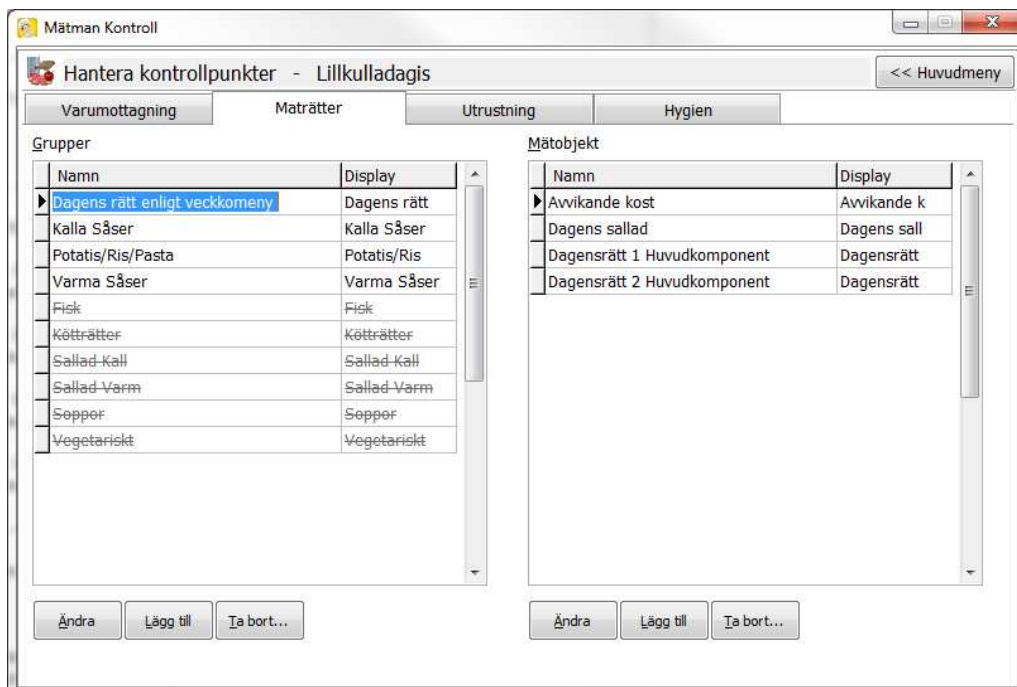 Mätman Kontroll
Hantera kontrollpunkter - Lillkulladagis
<< Huvudmeny
Varumottagning Maträtter Utrustning Hygien
Grupper
Namn Display
Dagens rätt enligt veckkomeny Dagens rätt
Kalla Såser Kalla Såser
Potatis/Ris/Pasta Potatis/Ris
Varma Såser Varma Såser
Fisk Fisk
Kötträtter Kötträtter
Sallad Kall Sallad Kall
Sallad Varm Sallad Varm
Soppor Soppor
Vegetariskt Vegetariskt
Ändra Lägg till Ta bort...
Mätobjekt
Namn Display
Avvikande kost Avvikande k
Dagens sallad Dagens sall
Dagensrätt 1 Huvudkomponent Dagensrätt
Dagensrätt 2 Huvudkomponent Dagensrätt
Ändra Lägg till Ta bort...